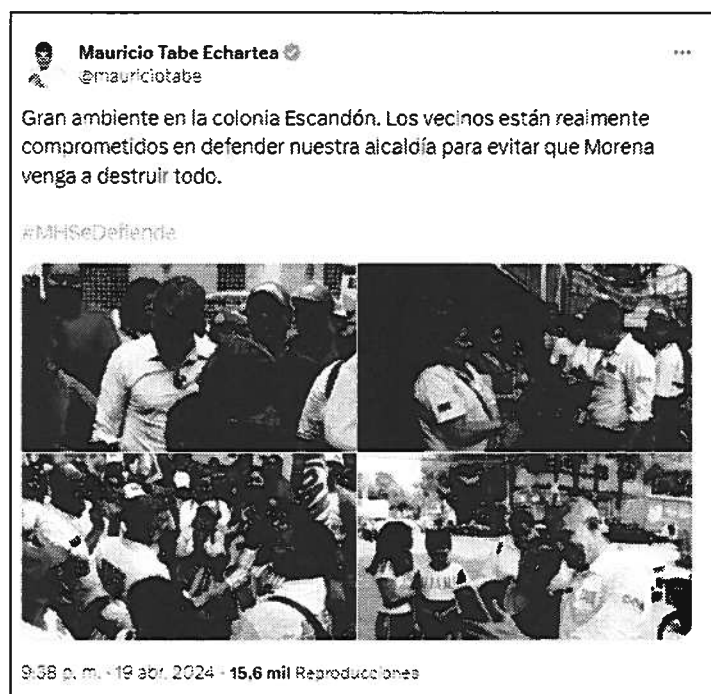 Mauricio Tabe Echartea
@mauriciotabe
Gran ambiente en la colonia Escandón. Los vecinos están realmente
comprometidos en defender nuestra alcaldía para evitar que Morena
venga a destruir todo.
#MHSeDefiende
9:38 p. m. · 19 abr. 2024 · 15,6 mil Reproducciones